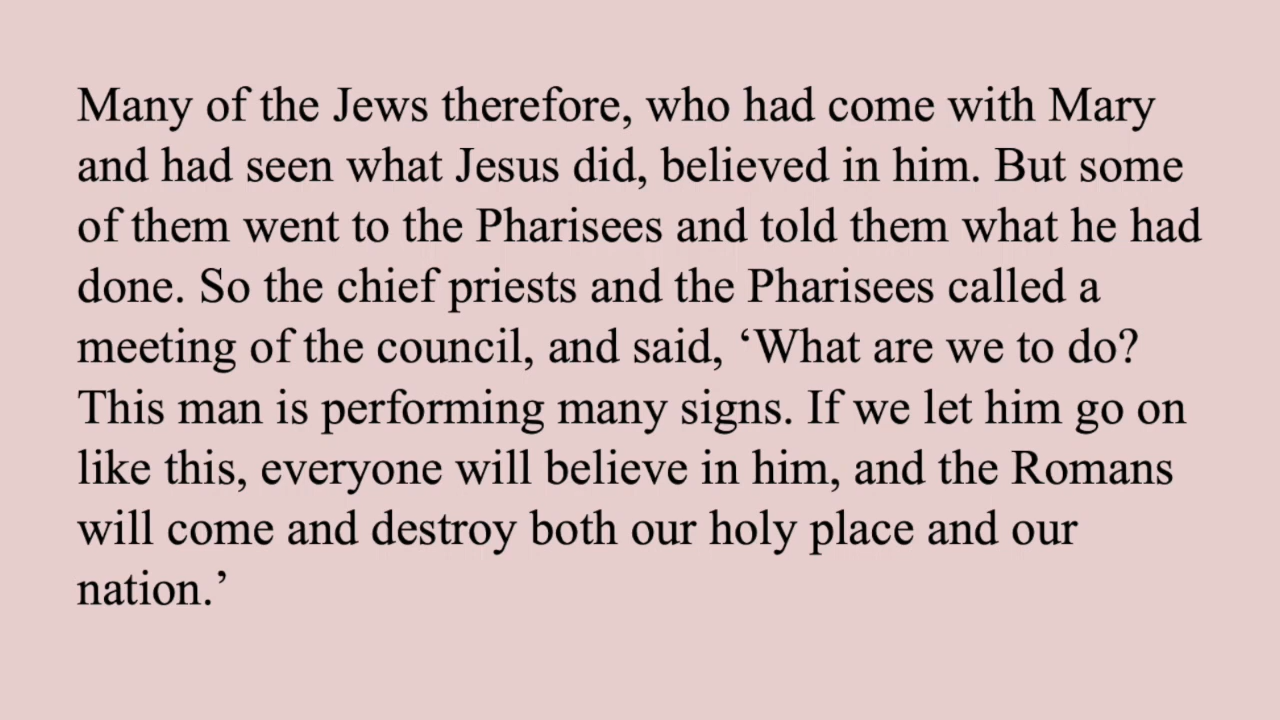 Many of the Jews therefore, who had come with Mary
and had seen what Jesus did, believed in him. But some
of them went to the Pharisees and told them what he had
done. So the chief priests and the Pharisees called a
meeting of the council, and said, ‘What are we to do?
This man is performing many signs. If we let him go on
like this, everyone will believe in him, and the Romans
will come and destroy both our holy place and our
nation.’